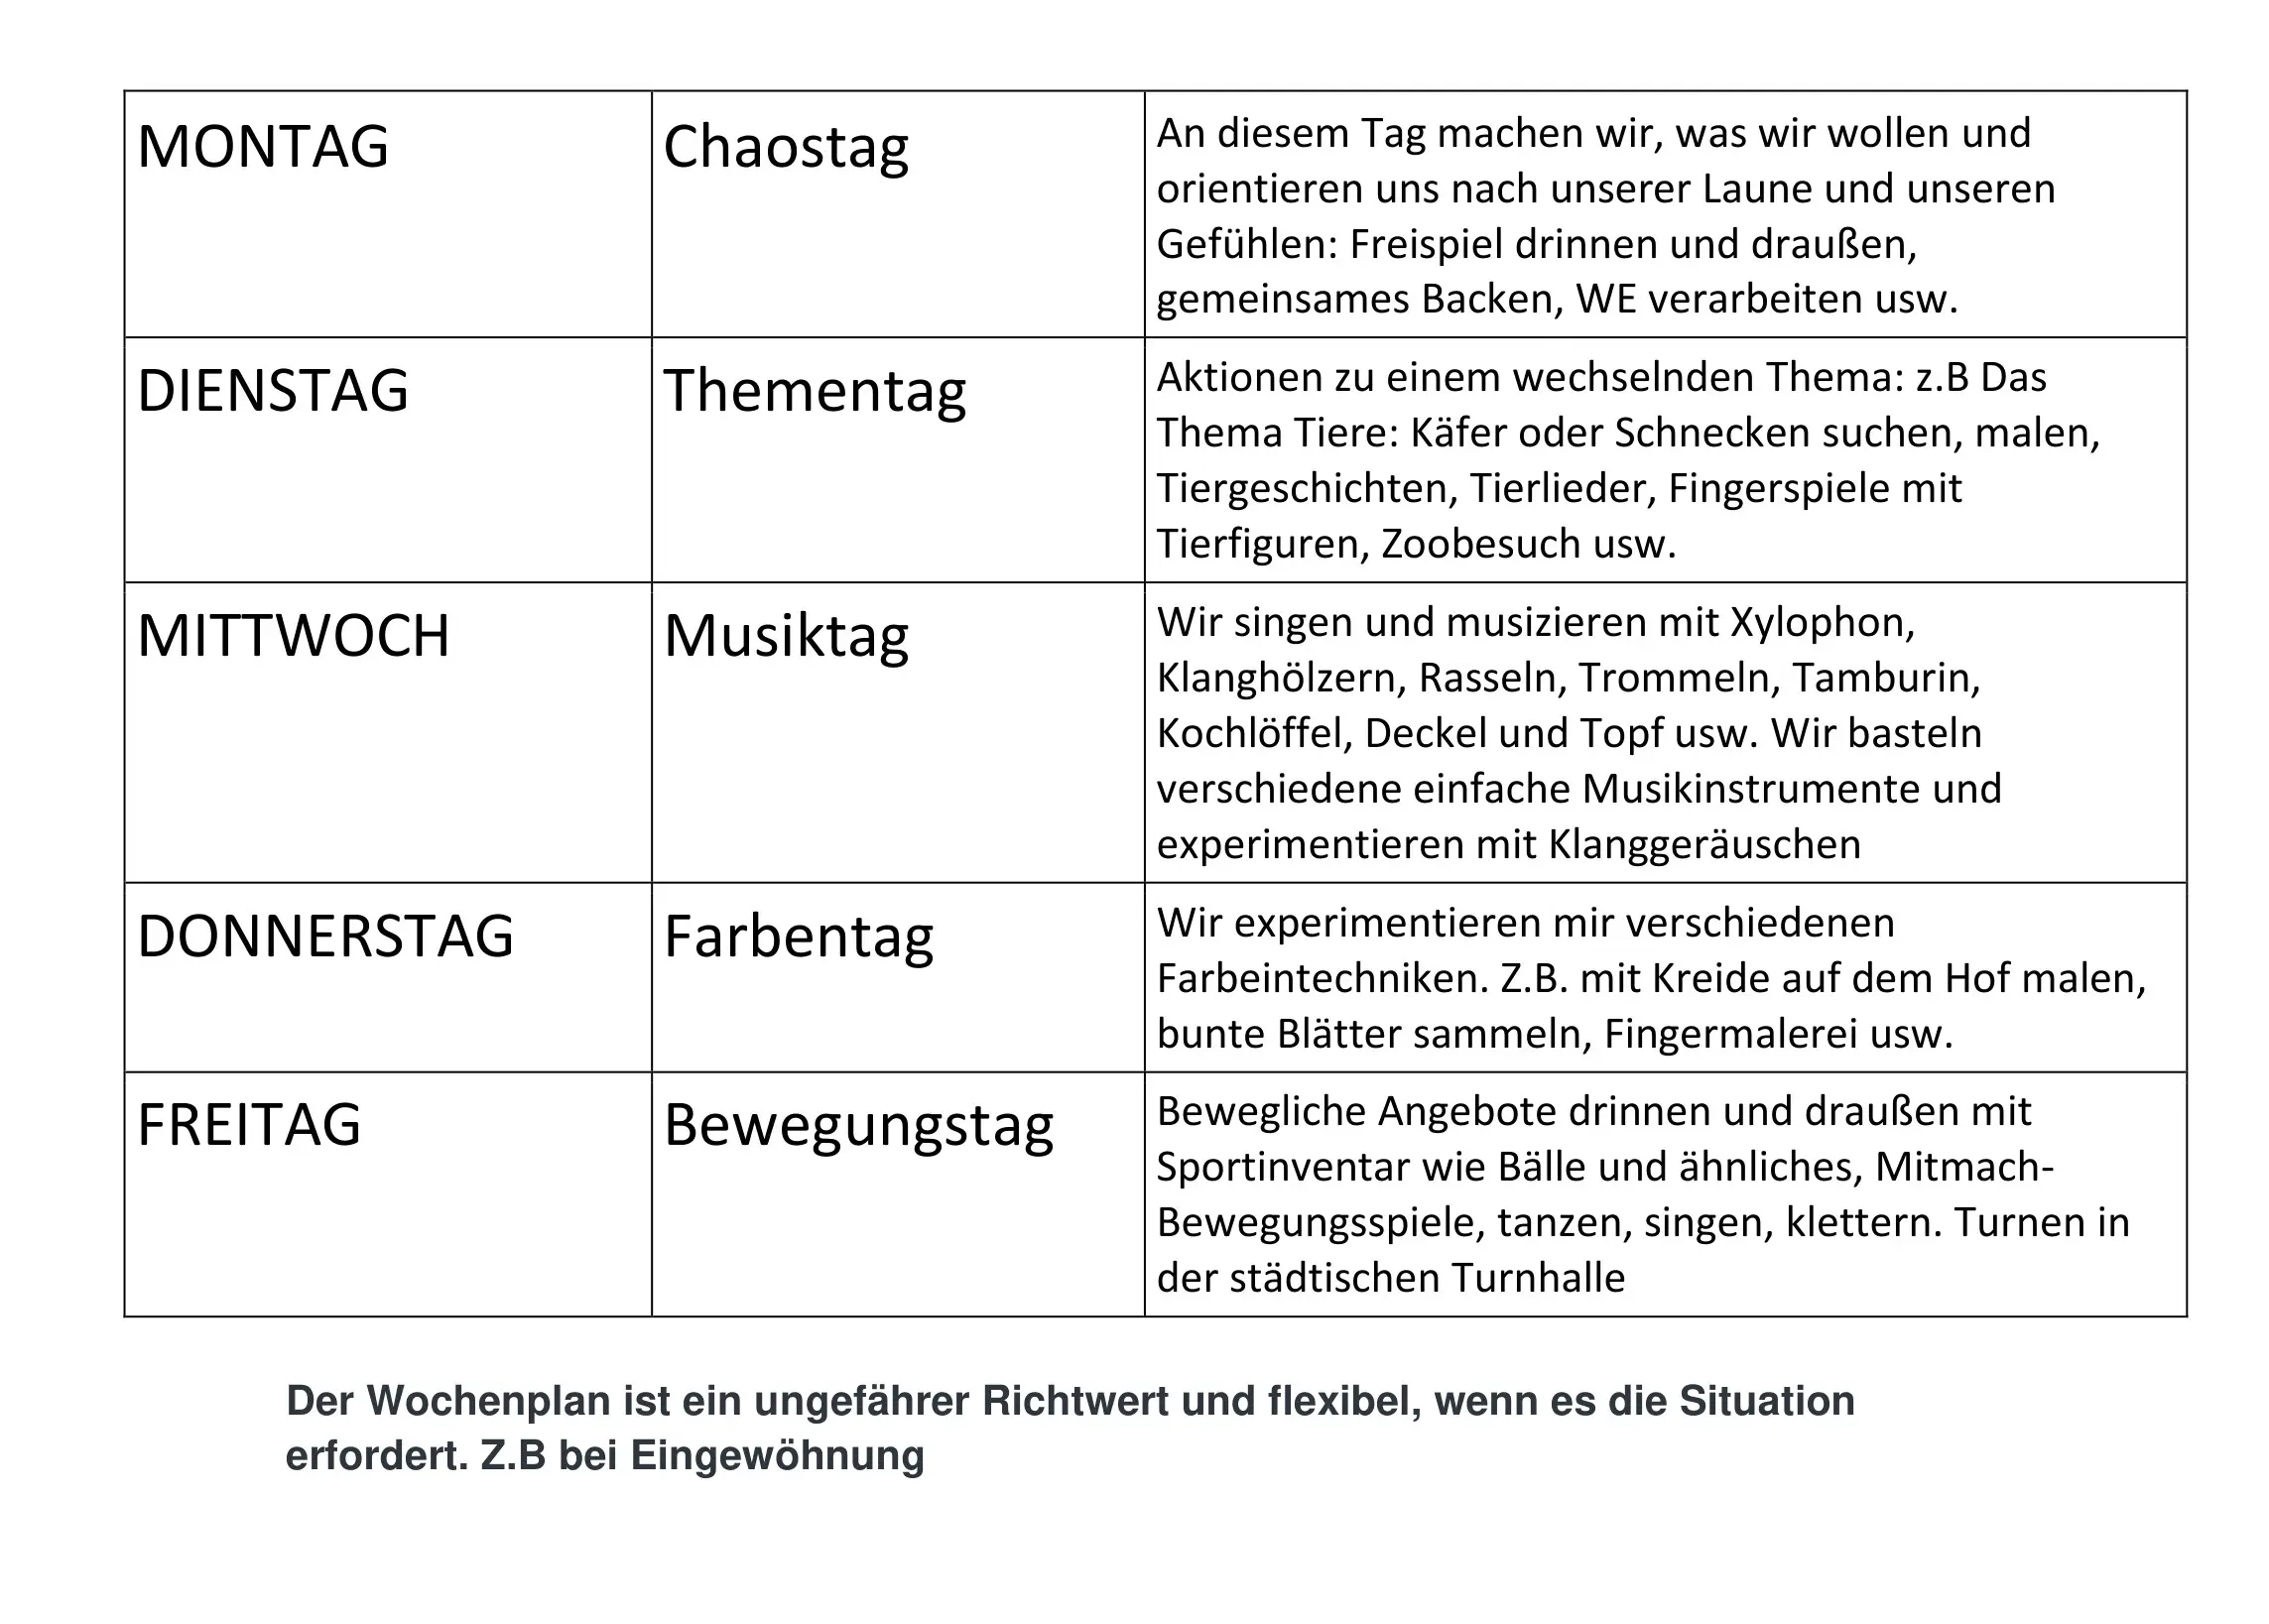 MONTAG
Chaostag
An diesem Tag machen wir, was wir wollen und
orientieren uns nach unserer Laune und unseren
Gefühlen: Freispiel drinnen und draußen,
gemeinsames Backen, WE verarbeiten usw.
DIENSTAG
Thementag
Aktionen zu einem wechselnden Thema: z.B Das
Thema Tiere: Käfer oder Schnecken suchen, malen,
Tiergeschichten, Tierlieder, Fingerspiele mit
Tierfiguren, Zoobesuch usw.
MITTWOCH
Musiktag
Wir singen und musizieren mit Xylophon,
Klanghölzern, Rasseln, Trommeln, Tamburin,
Kochlöffel, Deckel und Topf usw. Wir basteln
verschiedene einfache Musikinstrumente und
experimentieren mit Klanggeräuschen
DONNERSTAG
Farbentag
Wir experimentieren mir verschiedenen
Farbeintechniken. Z.B. mit Kreide auf dem Hof malen,
bunte Blätter sammeln, Fingermalerei usw.
FREITAG
Bewegungstag
Bewegliche Angebote drinnen und draußen mit
Sportinventar wie Bälle und ähnliches, Mitmach-
Bewegungsspiele, tanzen, singen, klettern. Turnen in
der städtischen Turnhalle
Der Wochenplan ist ein ungefährer Richtwert und flexibel, wenn es die Situation
erfordert. Z.B bei Eingewöhnung